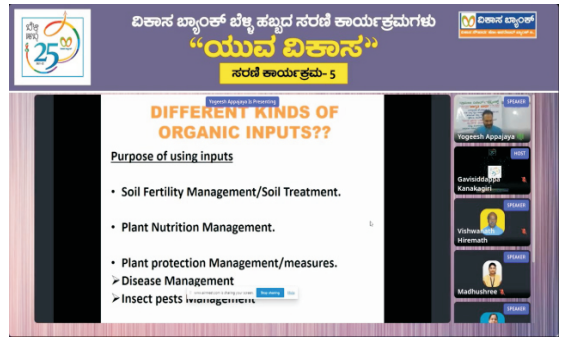 ವಿಕಾಸ ಬ್ಯಾಂಕ್ ಬೆಳ್ಳಿ ಹಬ್ಬದ ಸರಣಿ ಕಾರ್ಯಕ್ರಮಗಳು
“ಯುವ ವಿಕಾಸ”
ಸರಣಿ ಕಾರ್ಯಕ್ರಮ- 5
ಬೆಳ್ಳಿ
ಹಬ್ಬ
25
ವಿಕಾಸ ಬ್ಯಾಂಕ್
Yogeesh Appajaya Is Presenting
DIFFERENT KINDS OF
ORGANIC INPUTS??
Purpose of using inputs
• Soil Fertility Management/Soil Treatment.
• Plant Nutrition Management.
• Plant protection Management/measures.
➢Disease Management
➢Insect pests Management
Stop sharing
Hide
SPEAKER
Yogeesh Appajaya
HOST
Gavisiddappa
Kanakagiri
SPEAKER
Vishwanath
Hiremath
SPEAKER
Madhushree
SPEAKER